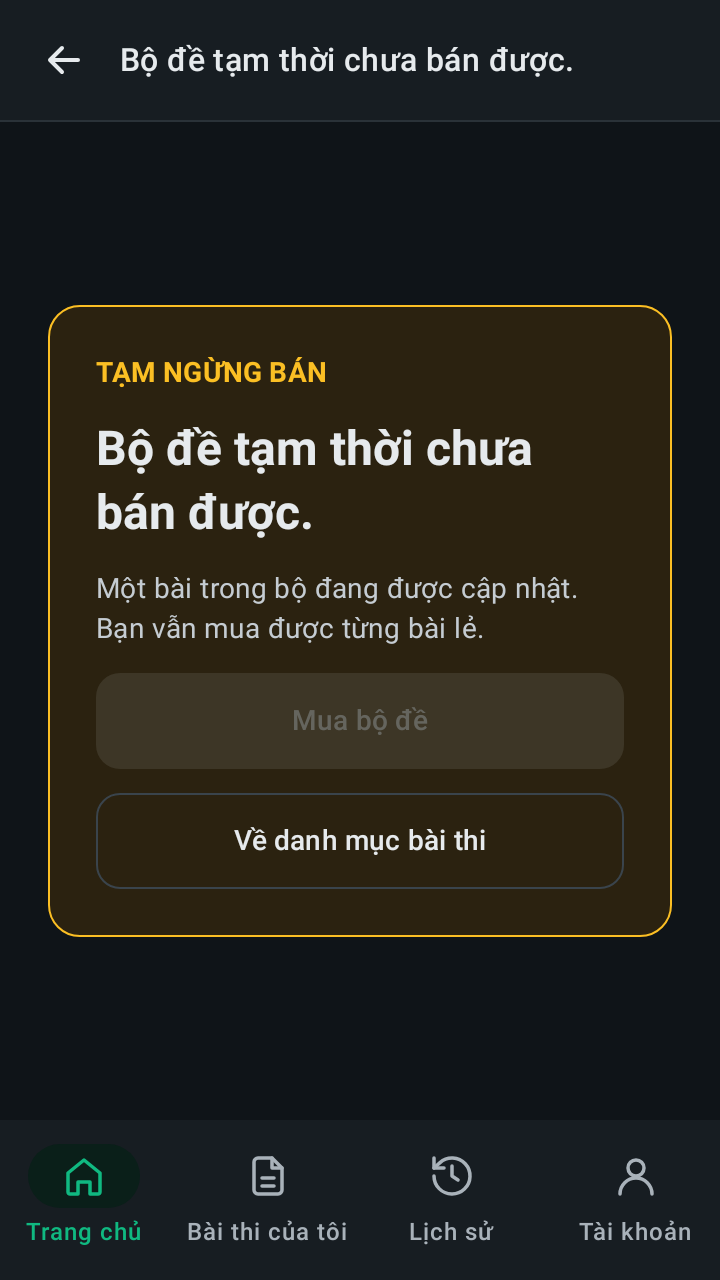 Bộ đề tạm thời chưa bán được.
TẠM NGỪNG BÁN
Bộ đề tạm thời chưa
bán được.
Một bài trong bộ đang được cập nhật.
Bạn vẫn mua được từng bài lẻ.
Mua bộ đề
Về danh mục bài thi
Trang chủ
Bài thi của tôi
Lịch sử
Tài khoản